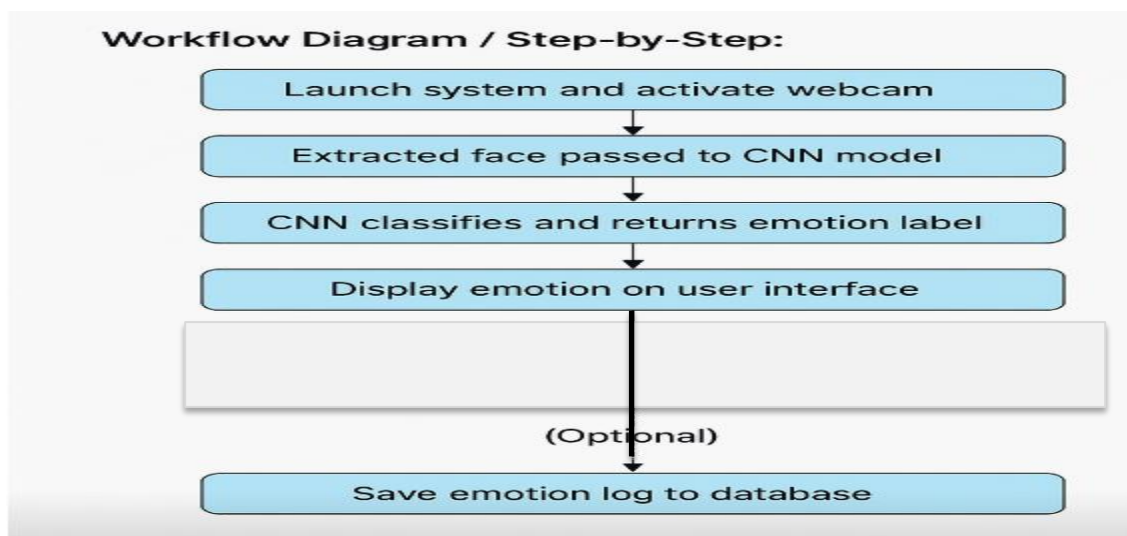 Workflow Diagram / Step-by-Step:
Launch system and activate webcam
Extracted face passed to CNN model
CNN classifies and returns emotion label
Display emotion on user interface
(Optional)
Save emotion log to database